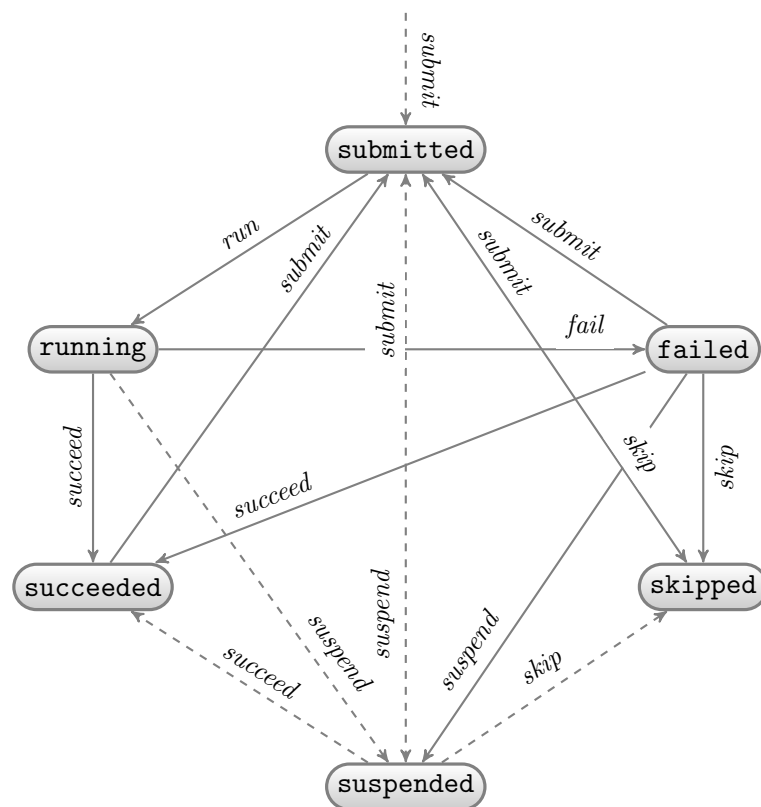 submit
submitted
run
submit
submit
submit
submit
fail
running
failed
succeed
succeed
skip
skip
succeeded
skipped
suspend
suspend
suspend
succeed
skip
suspended